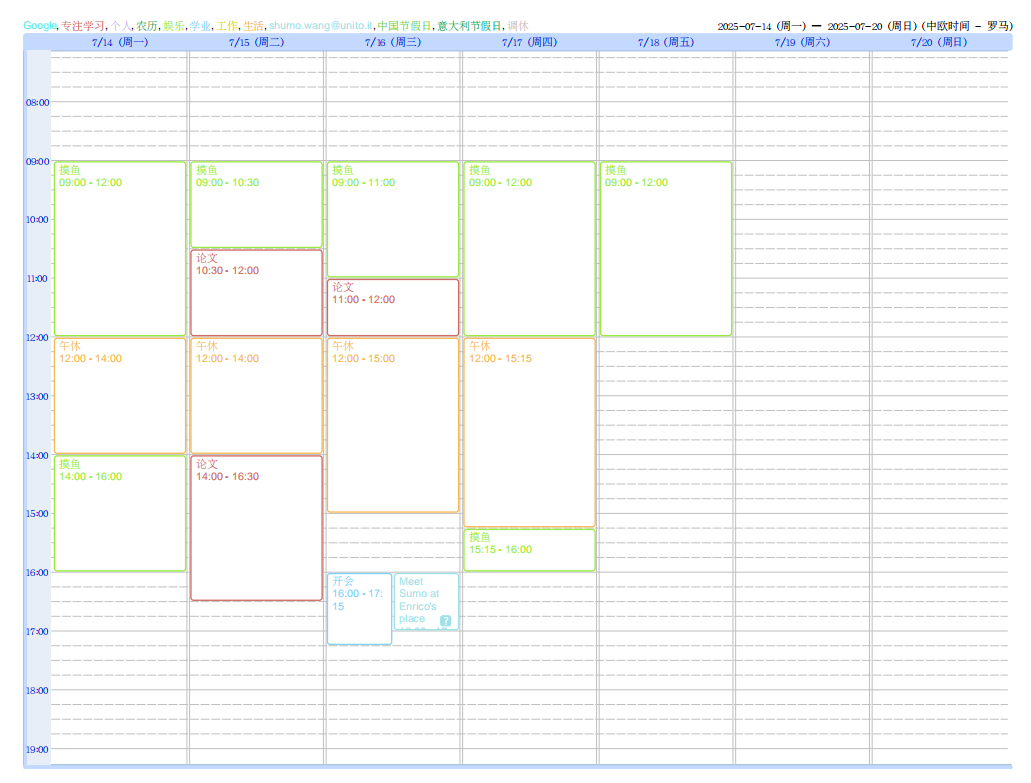 Google, 专注学习, 个人, 农历, 娱乐, 学业, 工作, 生活, shumo.wang@unito.it, 中国节假日, 意大利节假日, 调休
2025-07-14 (周一) — 2025-07-20 (周日) (中欧时间 - 罗马)
7/14 (周一) 7/15 (周二) 7/16 (周三) 7/17 (周四) 7/18 (周五) 7/19 (周六) 7/20 (周日)
08:00
09:00
摸鱼
09:00 - 12:00
摸鱼
09:00 - 10:30
摸鱼
09:00 - 11:00
摸鱼
09:00 - 12:00
摸鱼
09:00 - 12:00
10:00
论文
10:30 - 12:00
11:00
论文
11:00 - 12:00
12:00
午休
12:00 - 14:00
午休
12:00 - 14:00
午休
12:00 - 15:00
午休
12:00 - 15:15
13:00
14:00
摸鱼
14:00 - 16:00
论文
14:00 - 16:30
15:00
摸鱼
15:15 - 16:00
16:00
开会
16:00 - 17:
15
Meet
Sumo at
Enrico's
place
?
17:00
18:00
19:00